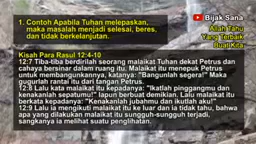 1. Contoh Apabila Tuhan melepaskan,
maka masalah menjadi selesai, beres,
dan tidak berkelanjutan.
Bijak Sana
Allah Tahu
Yang Terbaik
Buat Kita
Kisah Para Rasul 12:4-10
12:7 Tiba-tiba berdirilah seorang malaikat Tuhan dekat Petrus dan
cahaya bersinar dalam ruang itu. Malaikat itu menepuk Petrus
untuk membangunkannya, katanya: "Bangunlah segera!" Maka
gugurlah rantai itu dari tangan Petrus.
12:8 Lalu kata malaikat itu kepadanya: "Ikatlah pinggangmu dan
kenakanlah sepatumu!" Iapun berbuat demikian. Lalu malaikat itu
berkata kepadanya: "Kenakanlah jubahmu dan ikutlah aku!"
12:9 Lalu ia mengikuti malaikat itu ke luar dan ia tidak tahu, bahwa
apa yang dilakukan malaikat itu sungguh-sungguh terjadi,
sangkanya ia melihat suatu penglihatan.